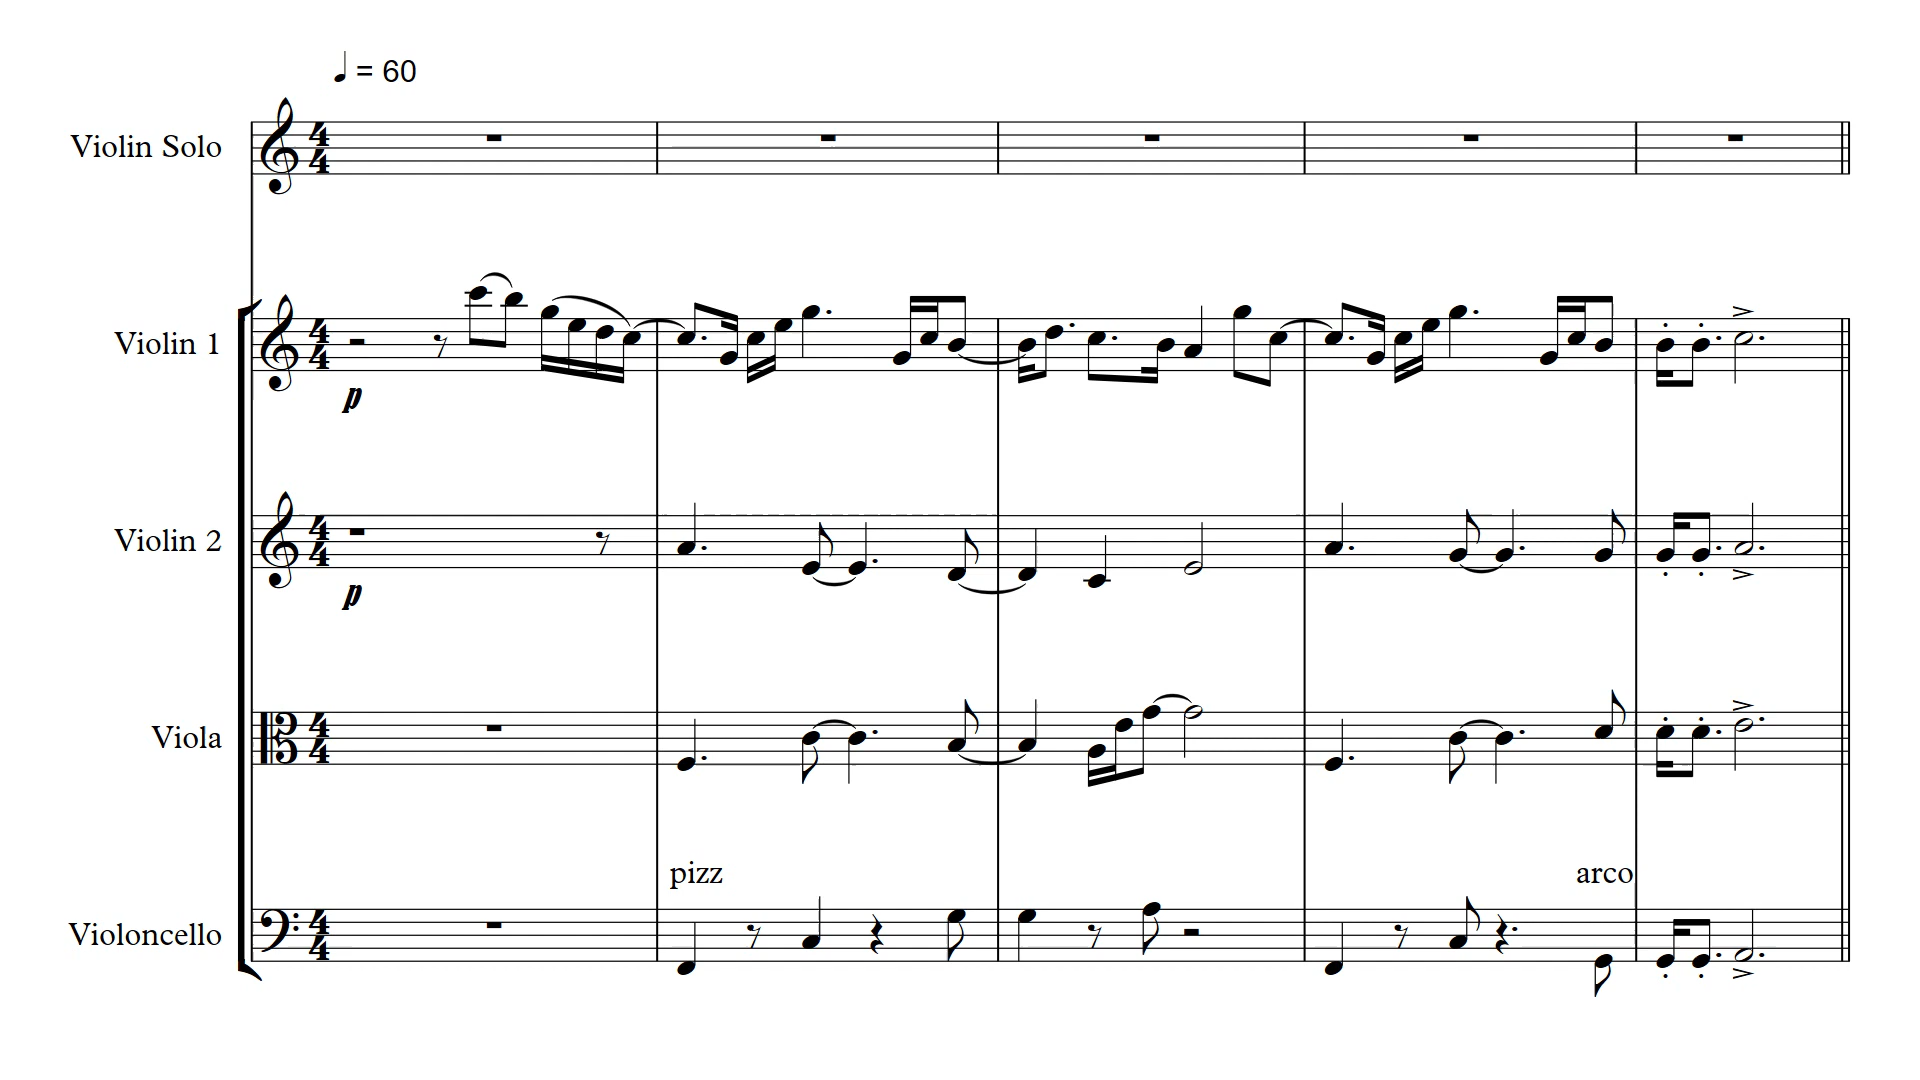 ♩ = 60
Violin Solo
Violin 1
p
Violin 2
p
Viola
pizz
arco
Violoncello